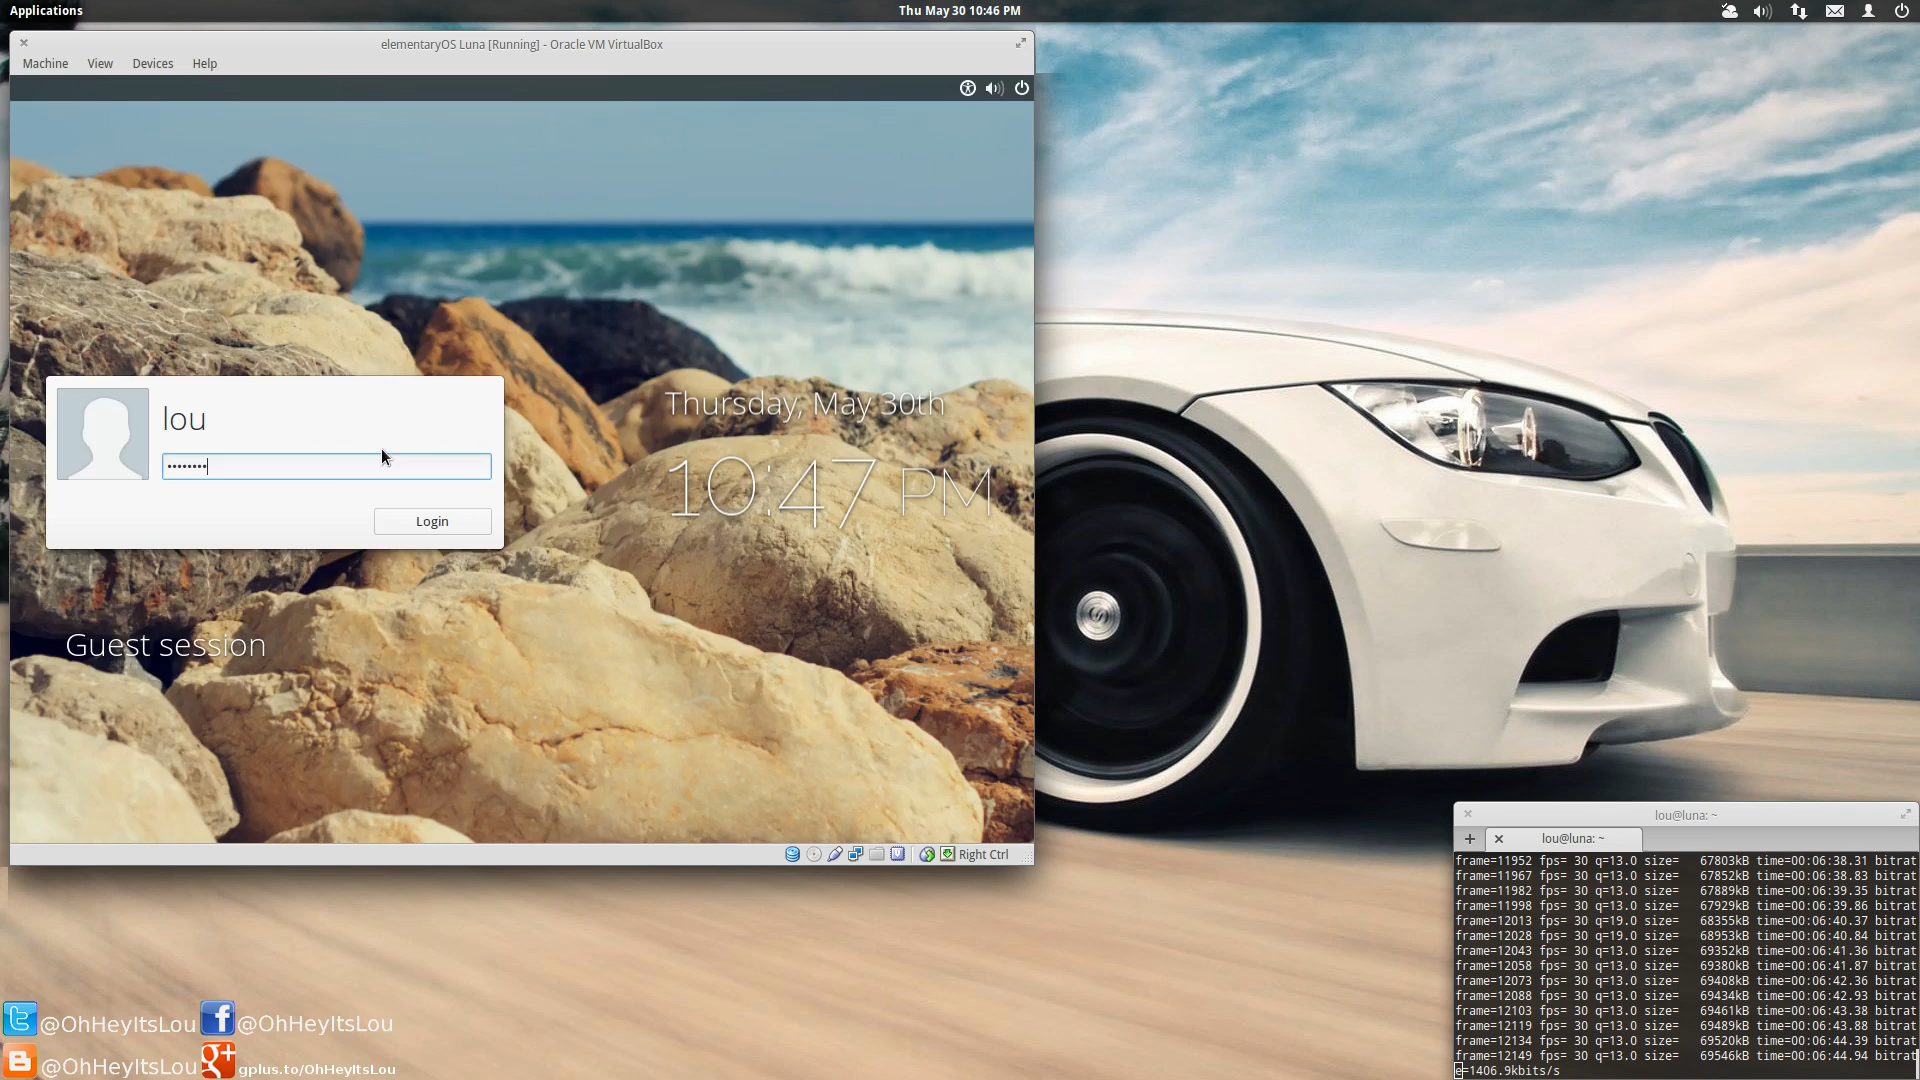 Applications
Thu May 30 10:46 PM
elementaryOS Luna [Running] - Oracle VM VirtualBox
Machine View Devices Help
lou
Login
Thursday, May 30th
10:47 PM
Guest session
Right Ctrl
lou@luna: ~
lou@luna: ~
frame=11952 fps= 30 q=13.0 size= 67803kB time=00:06:38.31 bitrat
frame=11967 fps= 30 q=13.0 size= 67852kB time=00:06:38.83 bitrat
frame=11982 fps= 30 q=13.0 size= 67889kB time=00:06:39.35 bitrat
frame=11998 fps= 30 q=13.0 size= 67929kB time=00:06:39.86 bitrat
frame=12013 fps= 30 q=19.0 size= 68355kB time=00:06:40.37 bitrat
frame=12028 fps= 30 q=19.0 size= 68953kB time=00:06:40.84 bitrat
frame=12043 fps= 30 q=13.0 size= 69352kB time=00:06:41.36 bitrat
frame=12058 fps= 30 q=13.0 size= 69380kB time=00:06:41.87 bitrat
frame=12073 fps= 30 q=13.0 size= 69408kB time=00:06:42.36 bitrat
frame=12088 fps= 30 q=13.0 size= 69434kB time=00:06:42.93 bitrat
frame=12103 fps= 30 q=13.0 size= 69461kB time=00:06:43.38 bitrat
frame=12119 fps= 30 q=13.0 size= 69489kB time=00:06:43.88 bitrat
frame=12134 fps= 30 q=13.0 size= 69520kB time=00:06:44.39 bitrat
frame=12149 fps= 30 q=13.0 size= 69546kB time=00:06:44.94 bitrat
e=1406.9kbits/s
@OhHeyItsLou @OhHeyItsLou
@OhHeyItsLou gplus.to/OhHeyItsLou